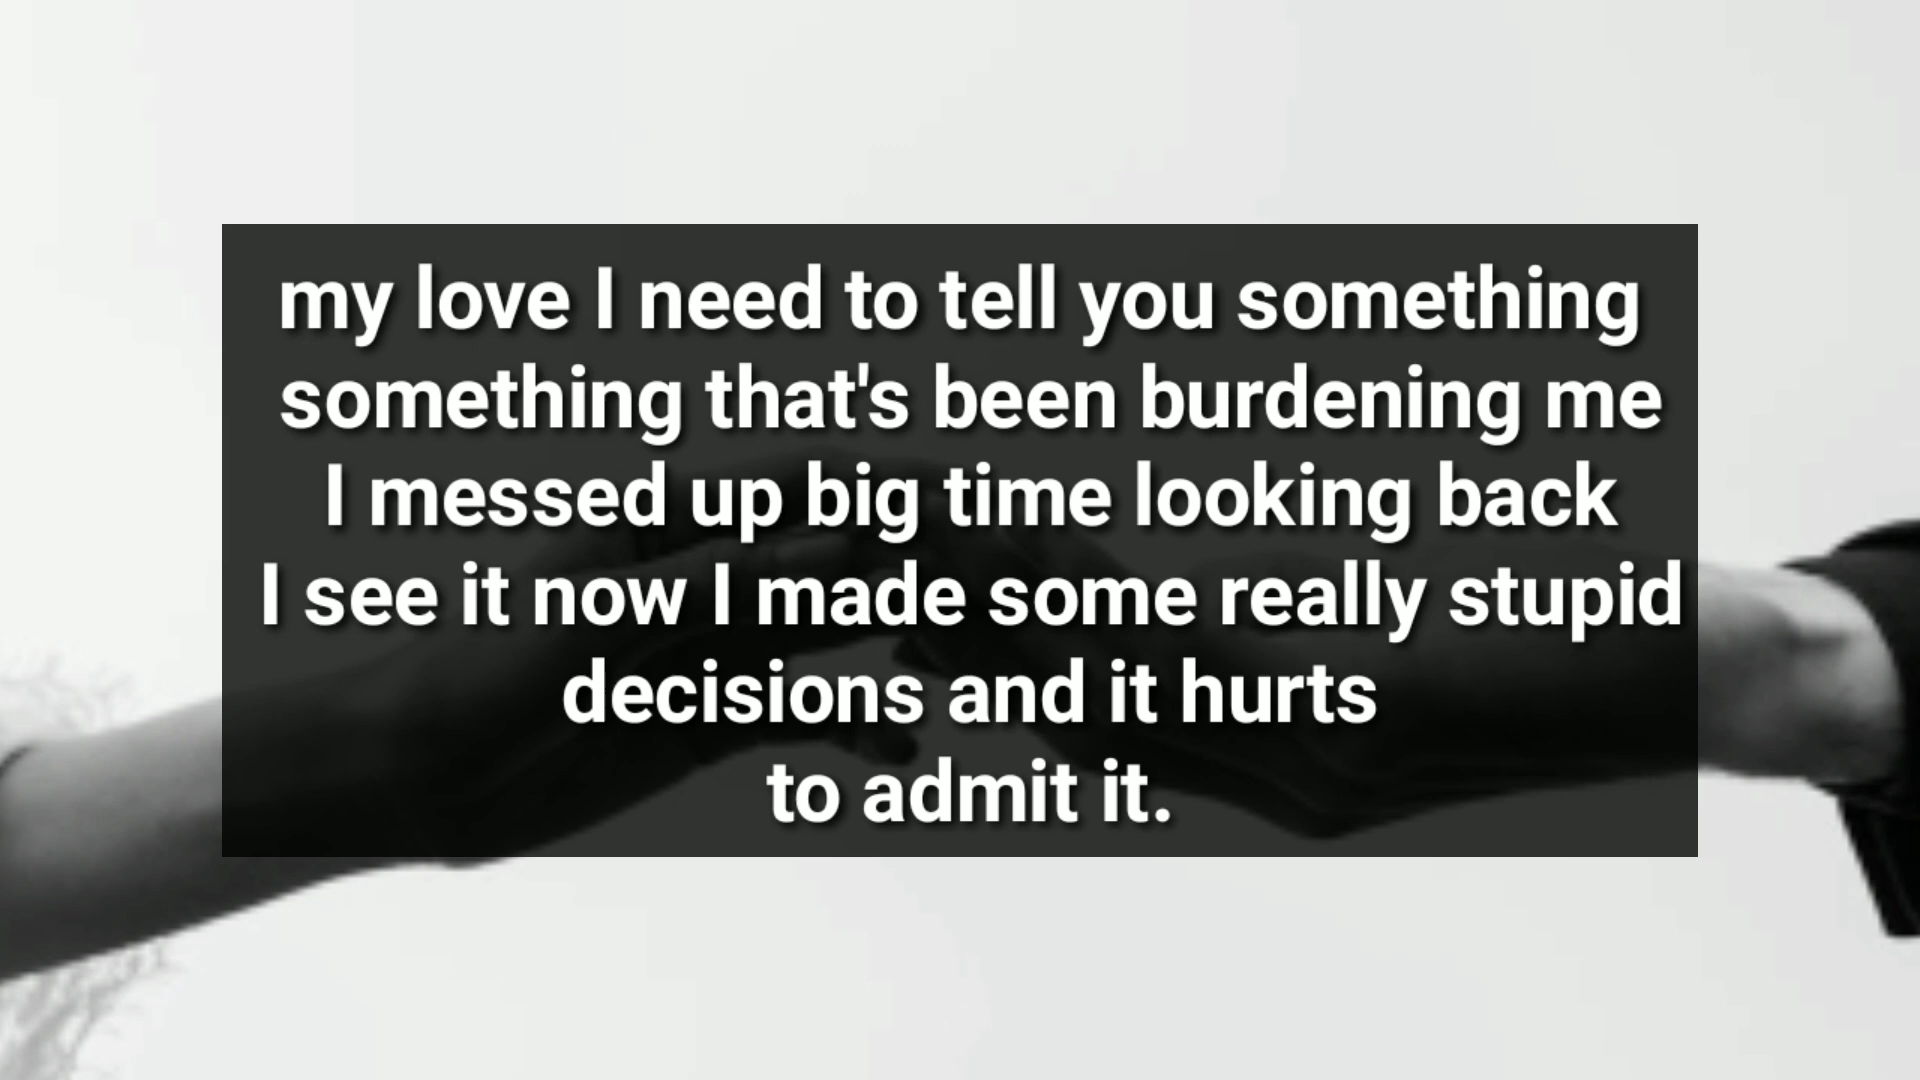 my love I need to tell you something
something that's been burdening me
I messed up big time looking back
I see it now I made some really stupid
decisions and it hurts
to admit it.